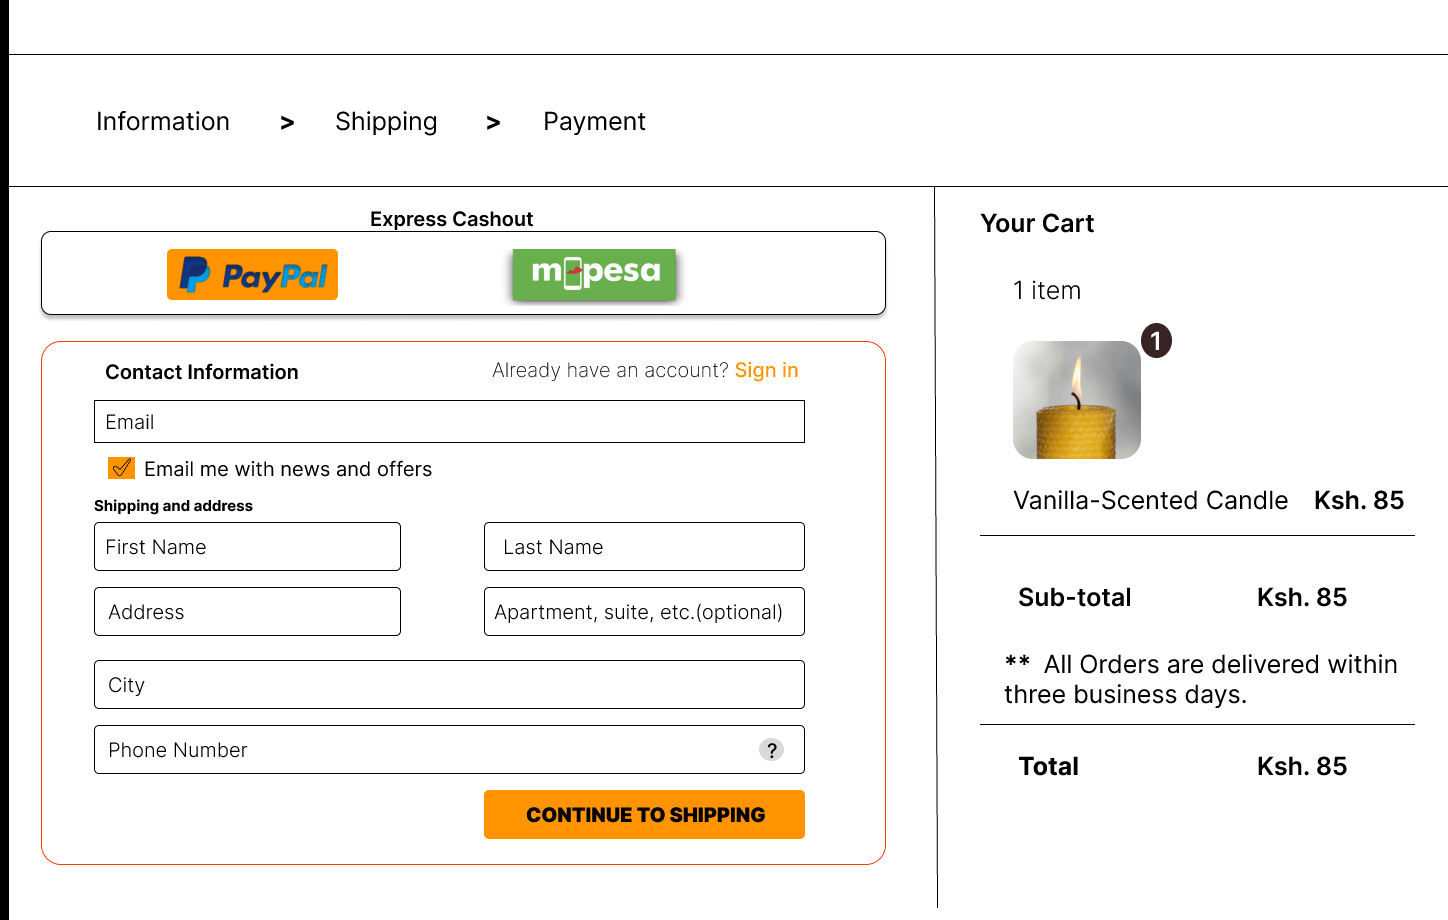 Information > Shipping > Payment
Express Cashout
PayPal
m pesa
Contact Information
Already have an account? Sign in
Email
Email me with news and offers
Shipping and address
First Name
Last Name
Address
Apartment, suite, etc.(optional)
City
Phone Number
?
CONTINUE TO SHIPPING
Your Cart
1 item
1
Vanilla-Scented Candle Ksh. 85
Sub-total Ksh. 85
** All Orders are delivered within
three business days.
Total Ksh. 85